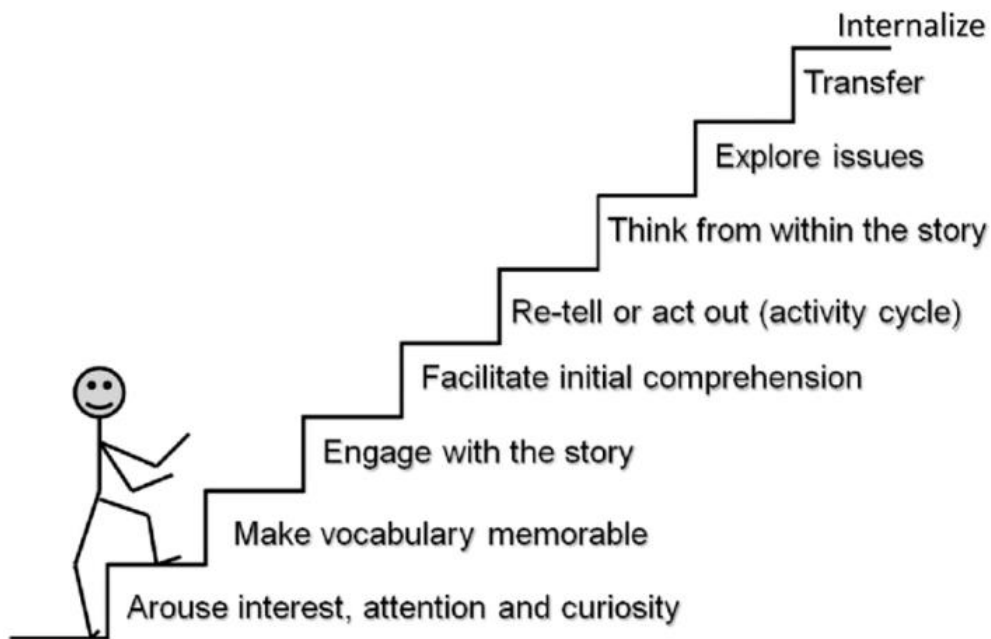 Internalize
Transfer
Explore issues
Think from within the story
Re-tell or act out (activity cycle)
Facilitate initial comprehension
Engage with the story
Make vocabulary memorable
Arouse interest, attention and curiosity